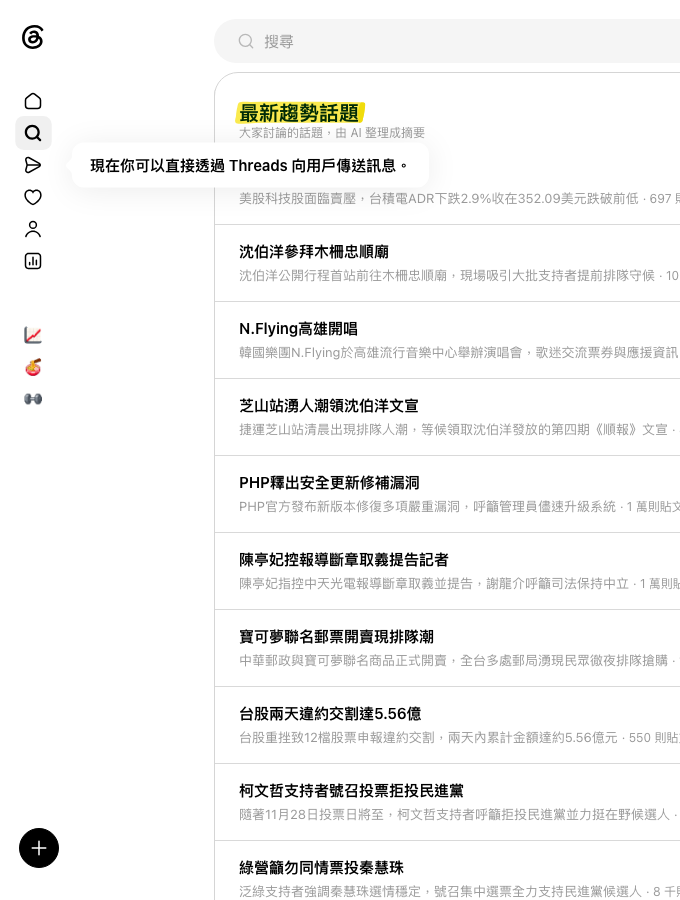 搜尋
最新趨勢話題
大家討論的話題，由 AI 整理成摘要
現在你可以直接透過 Threads 向用戶傳送訊息。
美股科技股面臨賣壓，台積電ADR下跌2.9%收在352.09美元跌破前低 · 697 則
沈伯洋參拜木柵忠順廟
沈伯洋公開行程首站前往木柵忠順廟，現場吸引大批支持者提前排隊守候 · 10
N.Flying高雄開唱
韓國樂團N.Flying於高雄流行音樂中心舉辦演唱會，歌迷交流票券與應援資訊
芝山站湧人潮領沈伯洋文宣
捷運芝山站清晨出現排隊人潮，等候領取沈伯洋發放的第四期《順報》文宣 ·
PHP釋出安全更新修補漏洞
PHP官方發布新版本修復多項嚴重漏洞，呼籲管理員儘速升級系統 · 1 萬則貼文
陳亭妃控報導斷章取義提告記者
陳亭妃指控中天光電報導斷章取義並提告，謝龍介呼籲司法保持中立 · 1 萬則貼
寶可夢聯名郵票開賣現排隊潮
中華郵政與寶可夢聯名商品正式開賣，全台多處郵局湧現民眾徹夜排隊搶購 ·
台股兩天違約交割達5.56億
台股重挫致12檔股票申報違約交割，兩天內累計金額達約5.56億元 · 550 則貼
柯文哲支持者號召投票拒投民進黨
隨著11月28日投票日將至，柯文哲支持者呼籲拒投民進黨並力挺在野候選人 ·
綠營籲勿同情票投秦慧珠
泛綠支持者強調秦慧珠選情穩定，號召集中選票全力支持民進黨候選人 · 8 千則